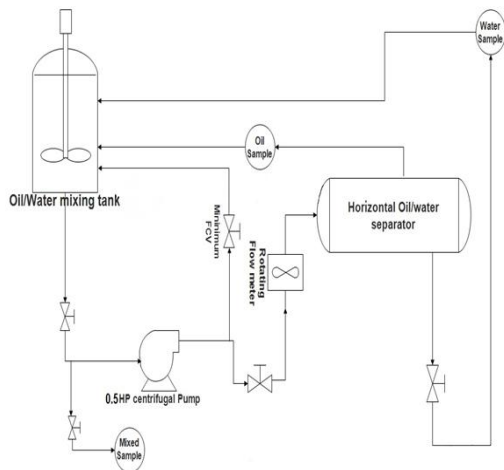 Water
Sample
Oil
Sample
Oil/Water mixing tank
Horizontal Oil/water
separator
Mininimum
FCV
Rotating
Flow meter
0.5HP centrifugal Pump
Mixed
Sample